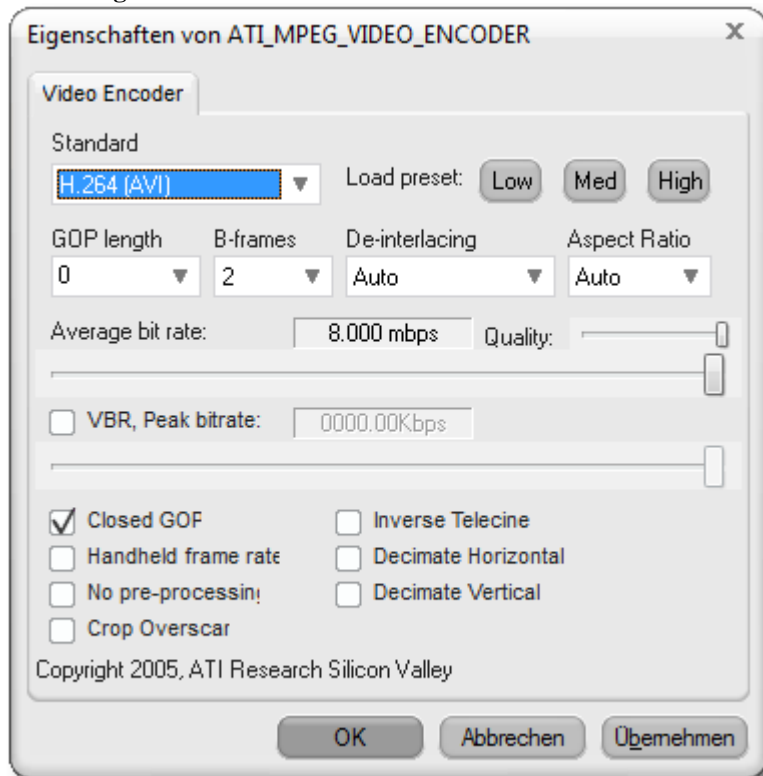 Eigenschaften von ATI_MPEG_VIDEO_ENCODER
Video Encoder
Standard
H.264 (AVI)
Load preset: Low Med High
GOP length B-frames De-interlacing Aspect Ratio
0 2 Auto Auto
Average bit rate: 8.000 mbps Quality:
VBR, Peak bitrate: 0000.00Kbps
Closed GOP Inverse Telecine
Handheld frame rate Decimate Horizontal
No pre-processin Decimate Vertical
Crop Overscar
Copyright 2005, ATI Research Silicon Valley
OK Abbrechen Übernehmen